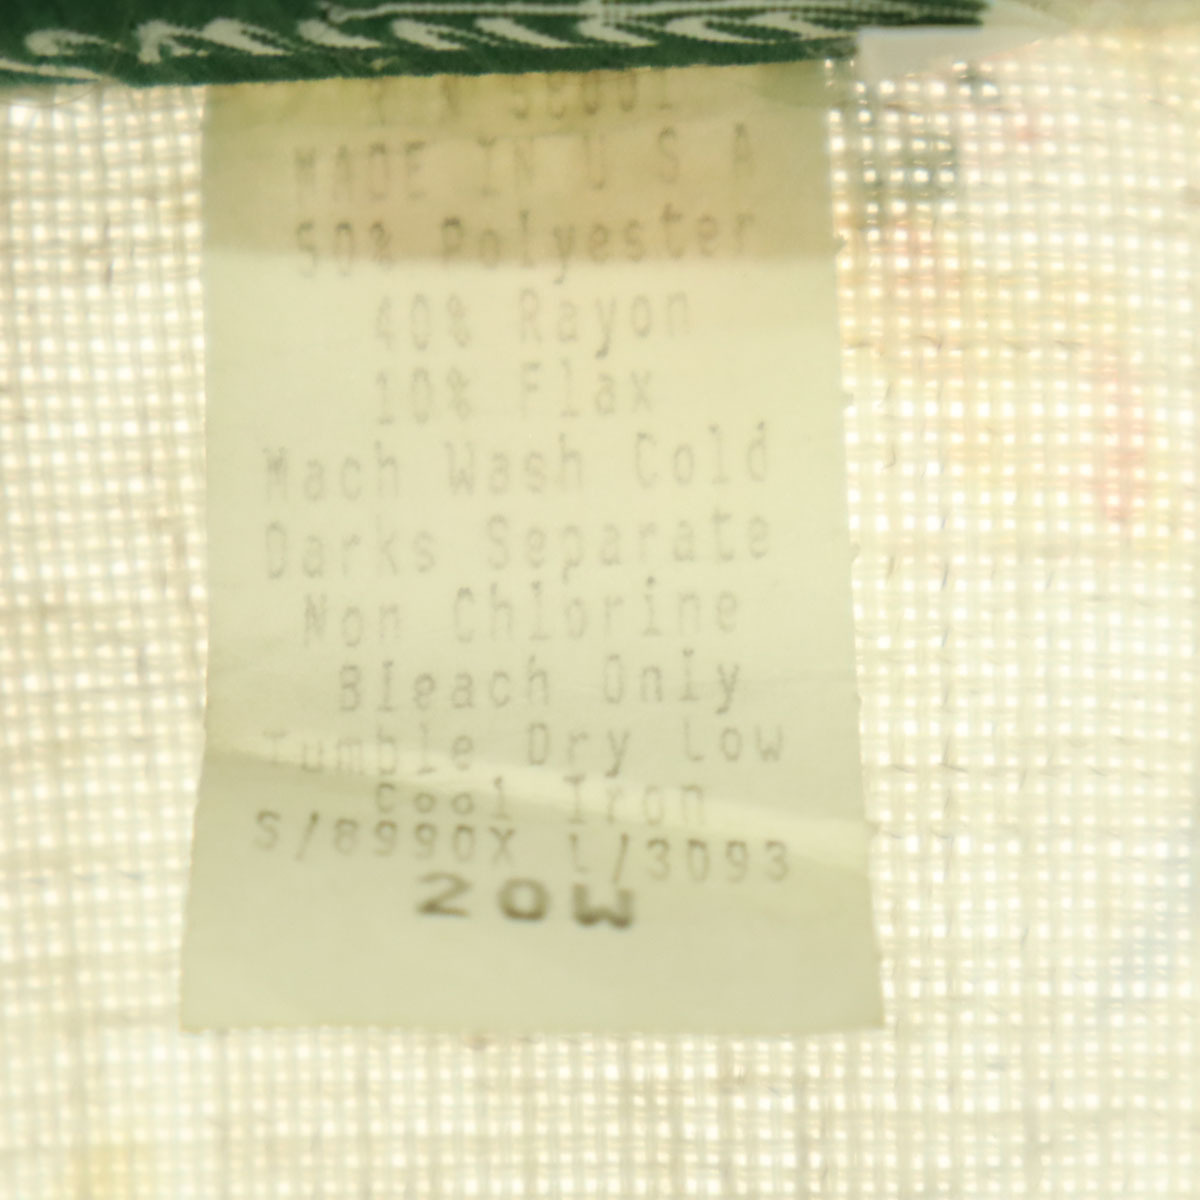 MADE IN U S A
50% Polyester
40% Rayon
10% Flax
Mach Wash Cold
Darks Separate
Non Chlorine
Bleach Only
Tumble Dry Low
Cool Iron
S/8990X L/3093
20W